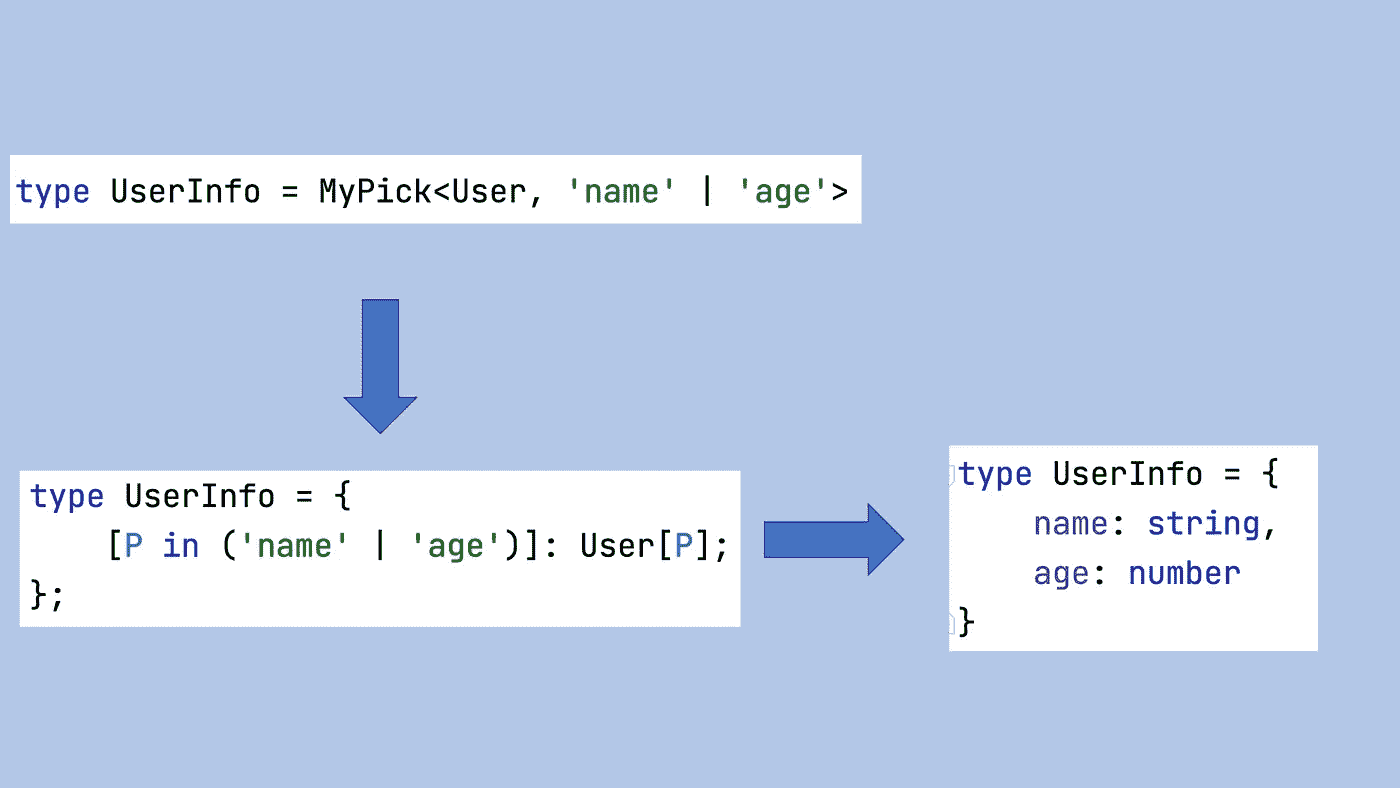 type UserInfo = MyPick<User, 'name' | 'age'>
type UserInfo = {
    [P in ('name' | 'age')]: User[P];
};
type UserInfo = {
    name: string,
    age: number
}